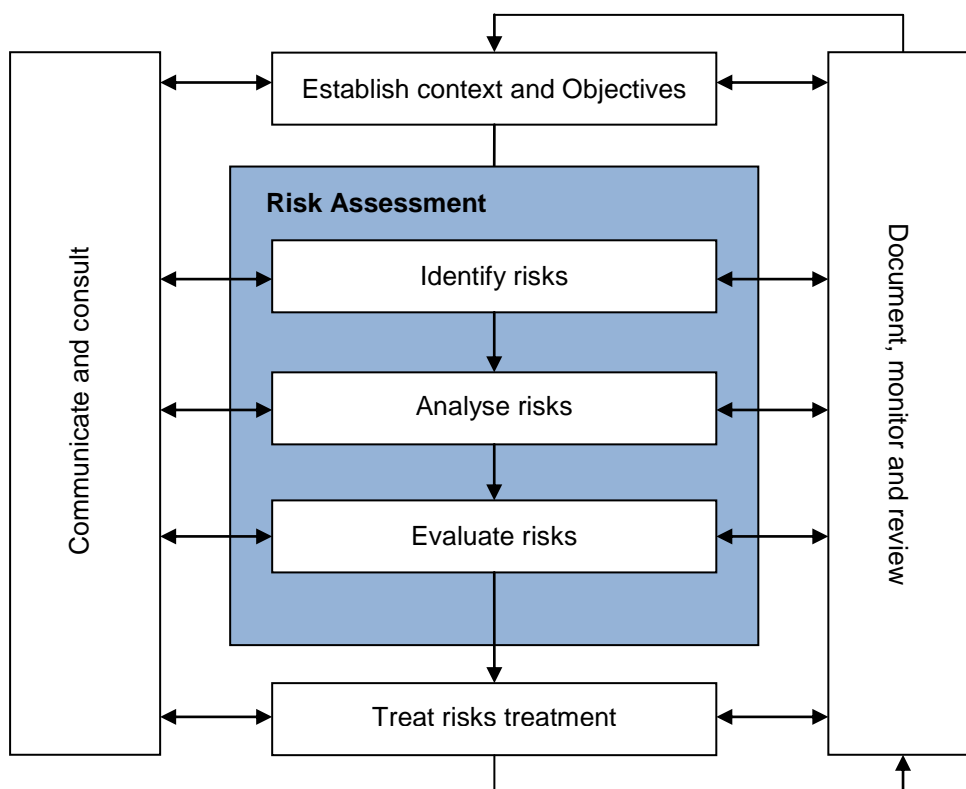 Establish context and Objectives
Risk Assessment
Identify risks
Analyse risks
Evaluate risks
Treat risks treatment
Communicate and consult
Document, monitor and review